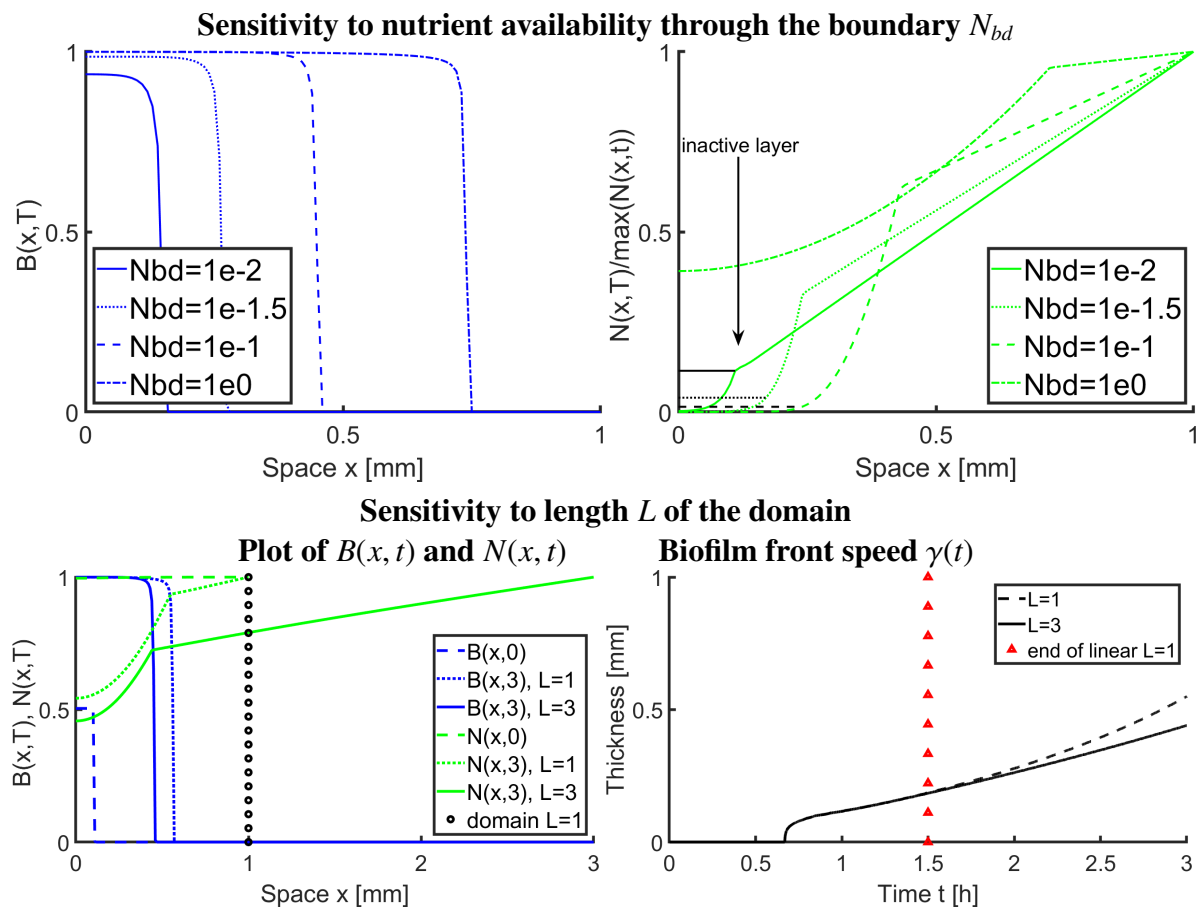 Sensitivity to nutrient availability through the boundary N_bd
B(x,T)
1
0.5
0
0
0.5
1
Space x [mm]
Nbd=1e-2
Nbd=1e-1.5
Nbd=1e-1
Nbd=1e0
N(x,T)/max(N(x,t))
1
0.5
0
0
0.5
1
Space x [mm]
inactive layer
Nbd=1e-2
Nbd=1e-1.5
Nbd=1e-1
Nbd=1e0
Sensitivity to length L of the domain
Plot of B(x, t) and N(x, t)
B(x,T), N(x,T)
1
0.5
0
0
1
2
3
Space x [mm]
B(x,0)
B(x,3), L=1
B(x,3), L=3
N(x,0)
N(x,3), L=1
N(x,3), L=3
domain L=1
Biofilm front speed γ(t)
Thickness [mm]
1
0.5
0
0
0.5
1
1.5
2
2.5
3
Time t [h]
L=1
L=3
end of linear L=1